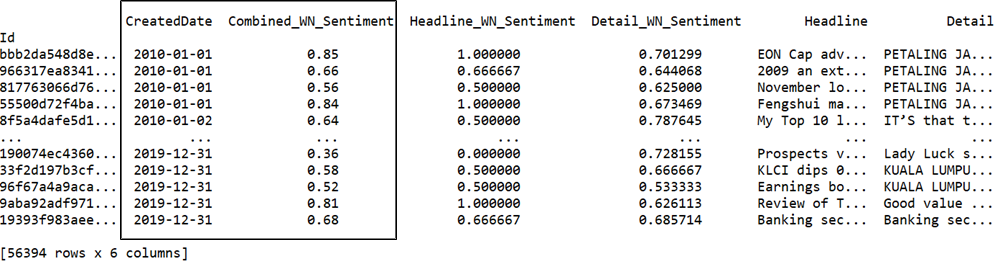 CreatedDate Combined_WN_Sentiment Headline_WN_Sentiment Detail_WN_Sentiment Headline Detail
Id
bbb2da548d8e... 2010-01-01 0.85 1.000000 0.701299 EON Cap adv... PETALING JA...
966317ea8341... 2010-01-01 0.66 0.666667 0.644068 2009 an ext... PETALING JA...
817763066d76... 2010-01-01 0.56 0.500000 0.625000 November lo... PETALING JA...
55500d72f4ba... 2010-01-01 0.84 1.000000 0.673469 Fengshui ma... PETALING JA...
8f5a4dafe5d1... 2010-01-02 0.64 0.500000 0.787645 My Top 10 l... IT’S that t...
... ... ... ... ... ... ...
190074ec4360... 2019-12-31 0.36 0.000000 0.728155 Prospects v... Lady Luck s...
33f2d197b3cf... 2019-12-31 0.58 0.500000 0.666667 KLCI dips 0... KUALA LUMPU...
96f67a4a9aca... 2019-12-31 0.52 0.500000 0.533333 Earnings bo... KUALA LUMPU...
9aba92adf971... 2019-12-31 0.81 1.000000 0.626113 Review of T... Good value ...
19393f983aee... 2019-12-31 0.68 0.666667 0.685714 Banking sec... Banking sec...
[56394 rows x 6 columns]